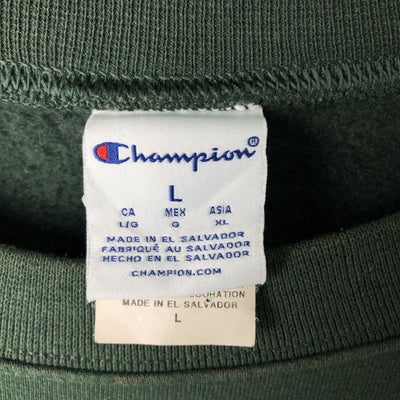 Champion®
L
CA MEX ASIA
L/G G XL
MADE IN EL SALVADOR
FABRIQUÉ AU SALVADOR
HECHO EN EL SALVADOR
CHAMPION.COM
MADE IN EL SALVADOR
L